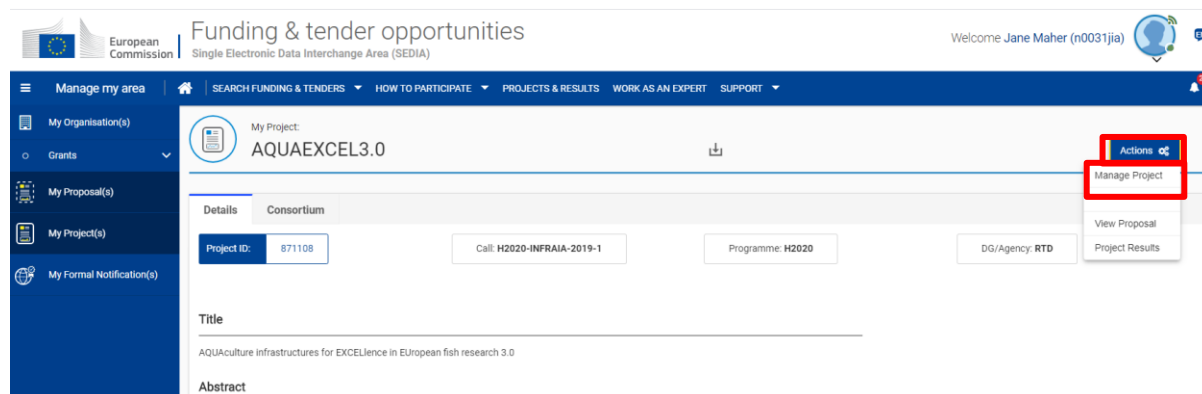 European
Commission
Funding & tender opportunities
Single Electronic Data Interchange Area (SEDIA)
Welcome Jane Maher (n0031jia)
Manage my area
SEARCH FUNDING & TENDERS HOW TO PARTICIPATE PROJECTS & RESULTS WORK AS AN EXPERT SUPPORT
My Organisation(s)
Grants
My Proposal(s)
My Project(s)
My Formal Notification(s)
My Project:
AQUAEXCEL3.0
Actions
Manage Project
View Proposal
Project Results
Details Consortium
Project ID: 871108 Call: H2020-INFRAIA-2019-1 Programme: H2020 DG/Agency: RTD
Title
AQUAculture infrastructures for EXCELlence in EUropean fish research 3.0
Abstract